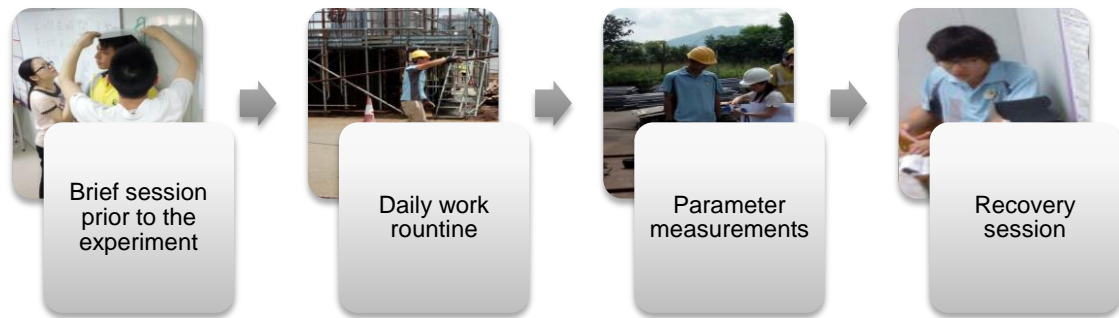 Brief session
prior to the
experiment
Daily work
rountine
Parameter
measurements
Recovery
session